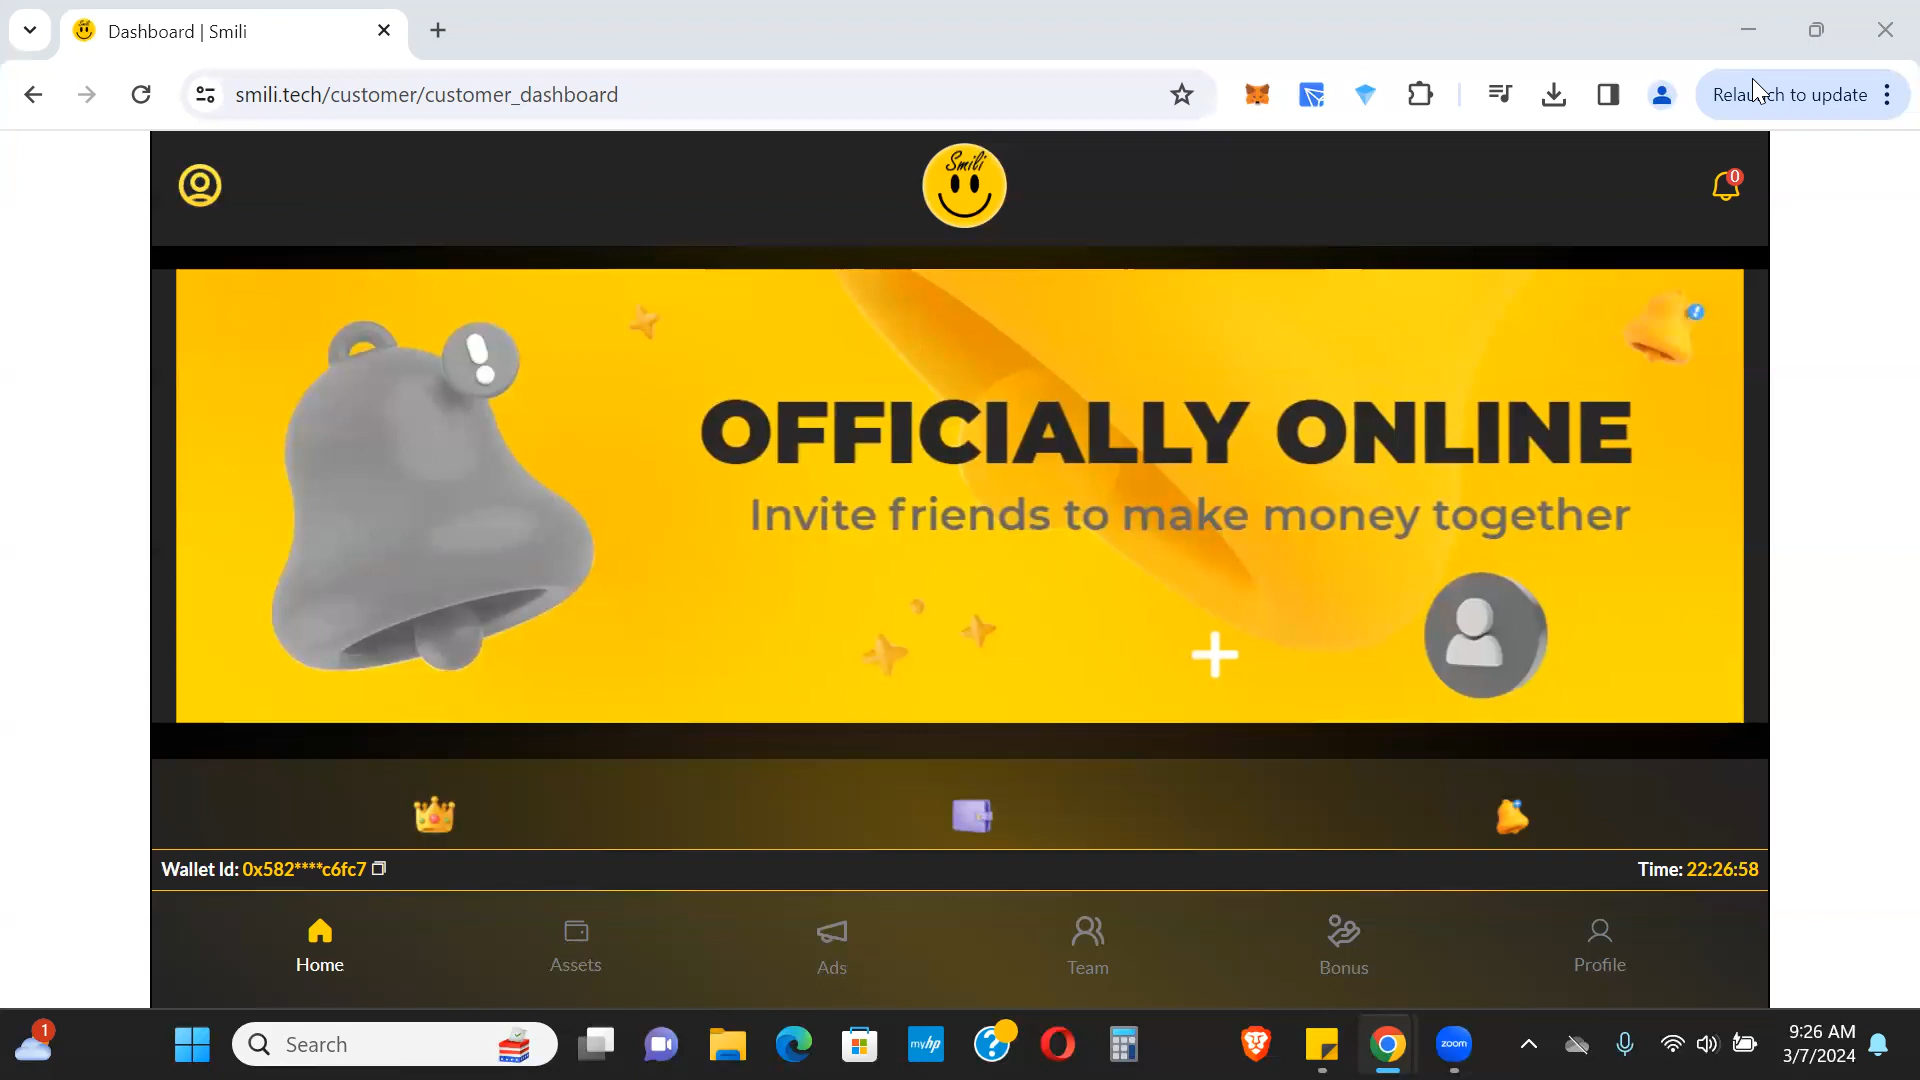 Dashboard | Smili
smili.tech/customer/customer_dashboard
Relaunch to update
Smili
0
OFFICIALLY ONLINE
Invite friends to make money together
Wallet Id: 0x582****c6fc7
Time: 22:26:58
Home
Assets
Ads
Team
Bonus
Profile
1
Search
myhp
zoom
9:26 AM
3/7/2024